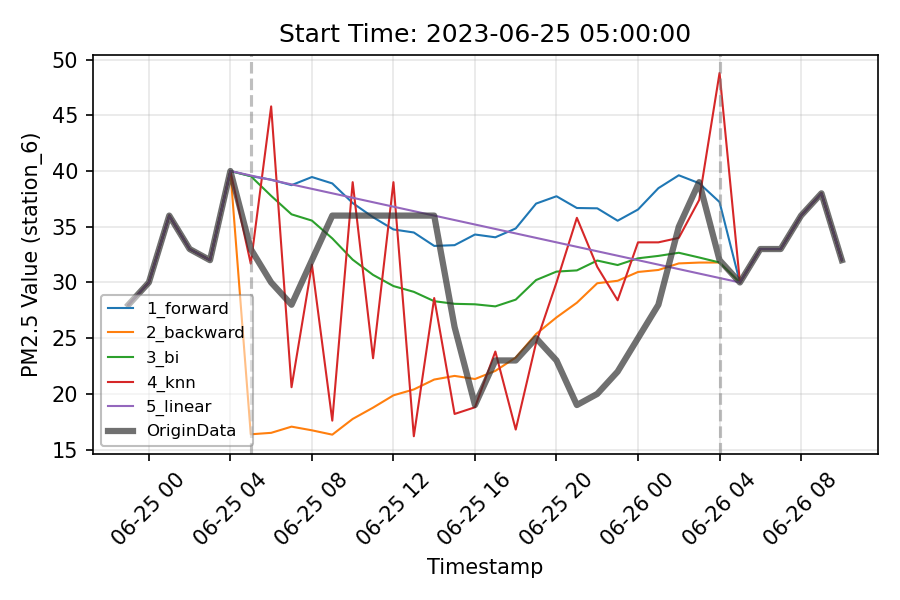 Start Time: 2023-06-25 05:00:00
PM2.5 Value (station_6)
50
45
40
35
30
25
20
15
1_forward
2_backward
3_bi
4_knn
5_linear
OriginData
06-25 00
06-25 04
06-25 08
06-25 12
06-25 16
06-25 20
06-26 00
06-26 04
06-26 08
Timestamp